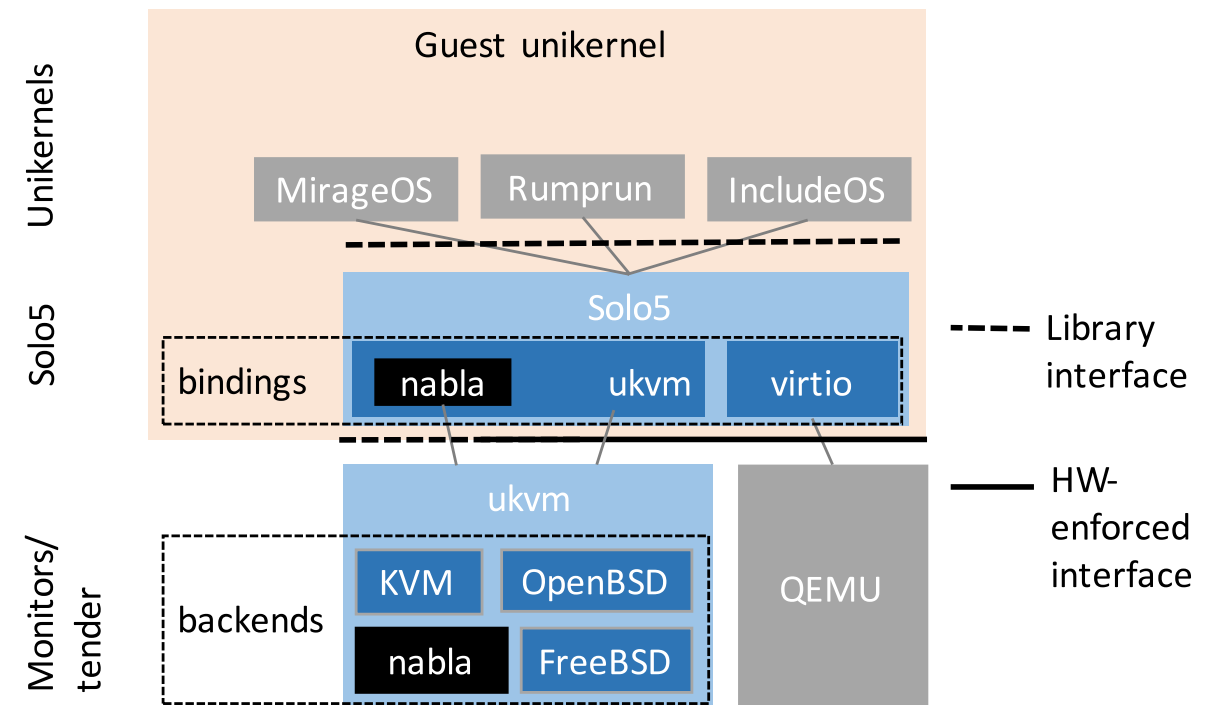 Guest unikernel
Unikernels
MirageOS
Rumprun
IncludeOS
Solo5
Solo5
bindings
nabla
ukvm
virtio
Library
interface
HW-
enforced
interface
Monitors/
tender
ukvm
backends
KVM
OpenBSD
nabla
FreeBSD
QEMU